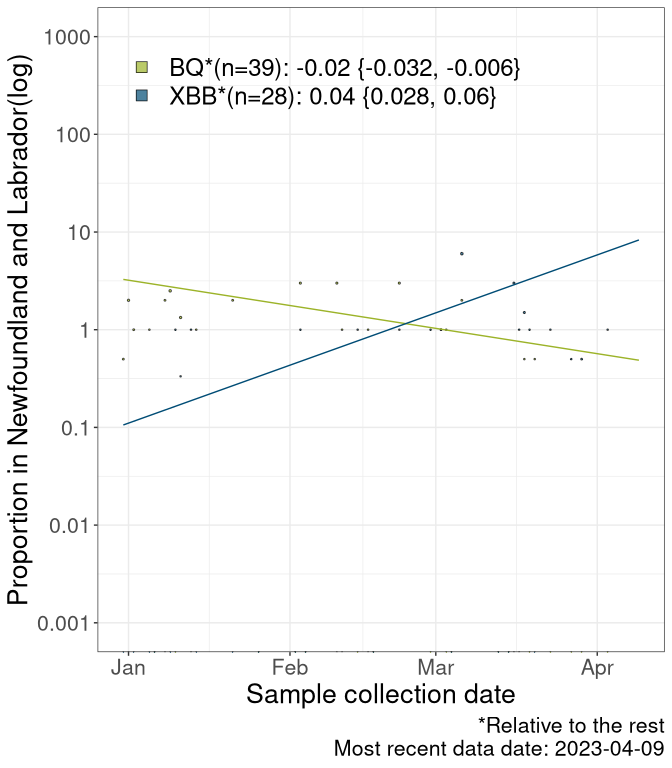 Proportion in Newfoundland and Labrador(log)
1000
100
10
1
0.1
0.01
0.001
BQ*(n=39): -0.02 {-0.032, -0.006}
XBB*(n=28): 0.04 {0.028, 0.06}
Jan Feb Mar Apr
Sample collection date
*Relative to the rest
Most recent data date: 2023-04-09